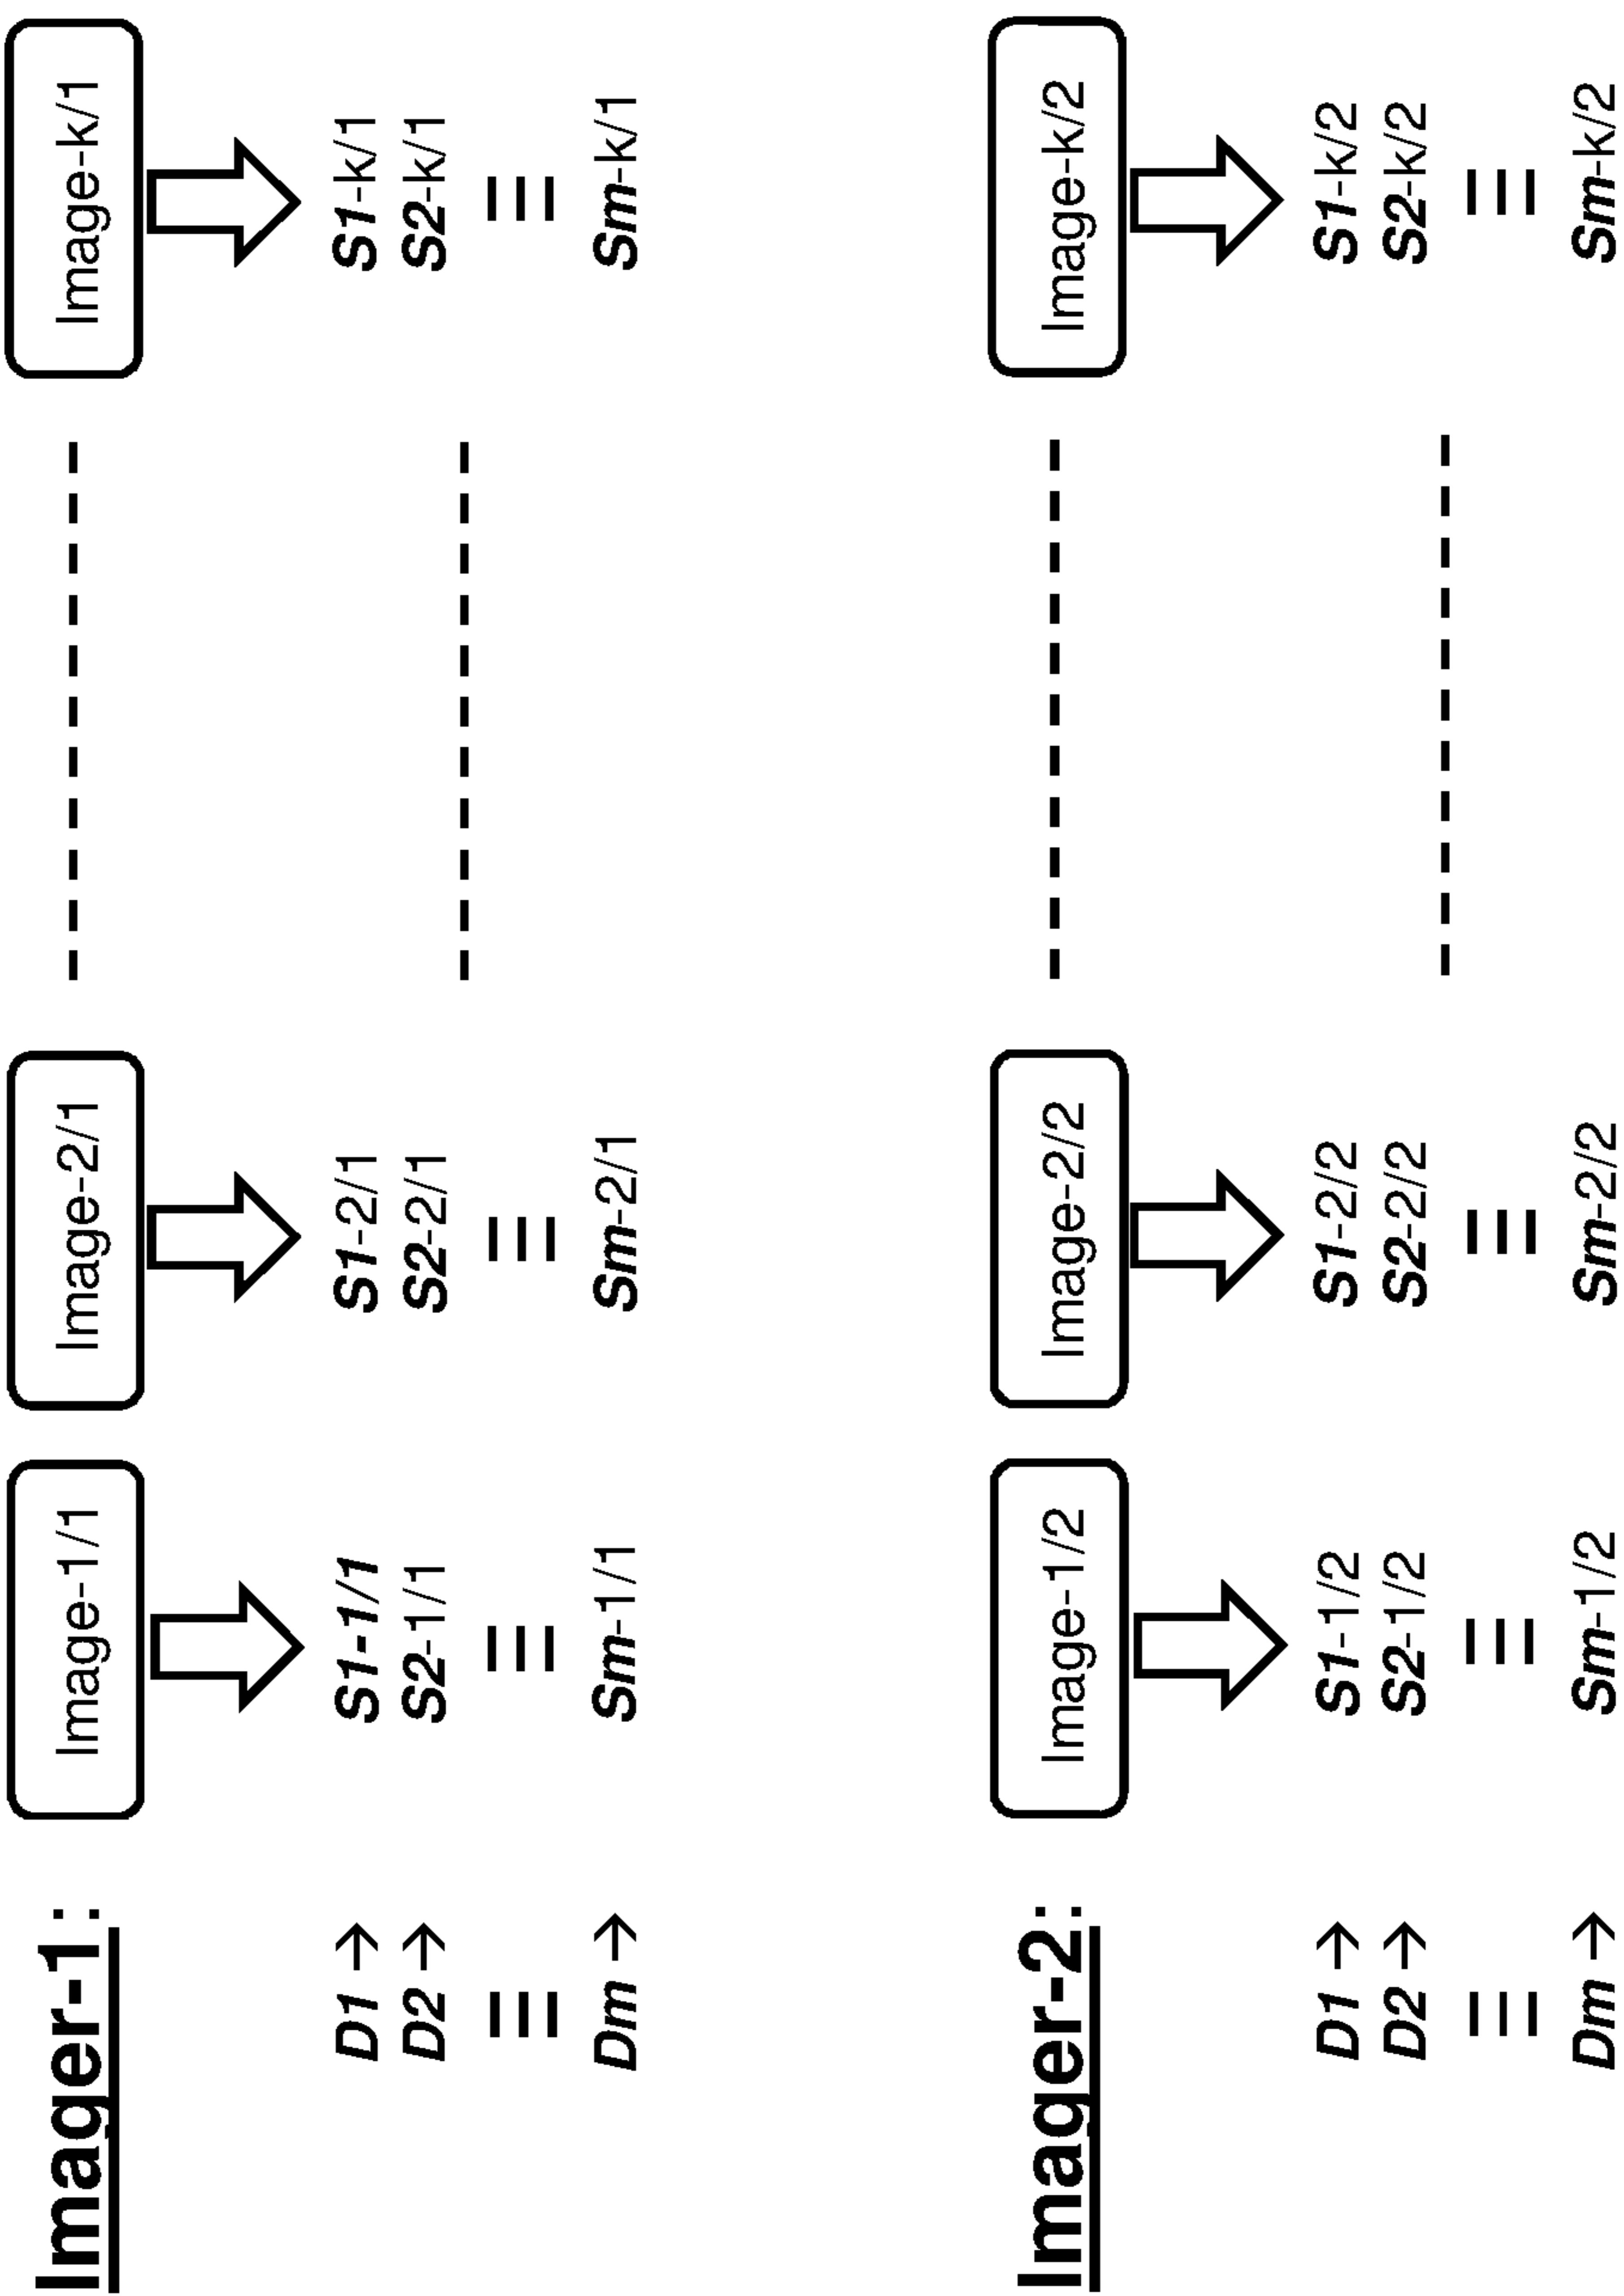 Imager-1: Image-1/1 Image-2/1 Image-k/1
D1 → S1-1/1 S1-2/1 S1-k/1
D2 → S2-1/1 S2-2/1 S2-k/1
Dm → Sm-1/1 Sm-2/1 Sm-k/1
Imager-2: Image-1/2 Image-2/2 Image-k/2
D1 → S1-1/2 S1-2/2 S1-k/2
D2 → S2-1/2 S2-2/2 S2-k/2
Dm → Sm-1/2 Sm-2/2 Sm-k/2